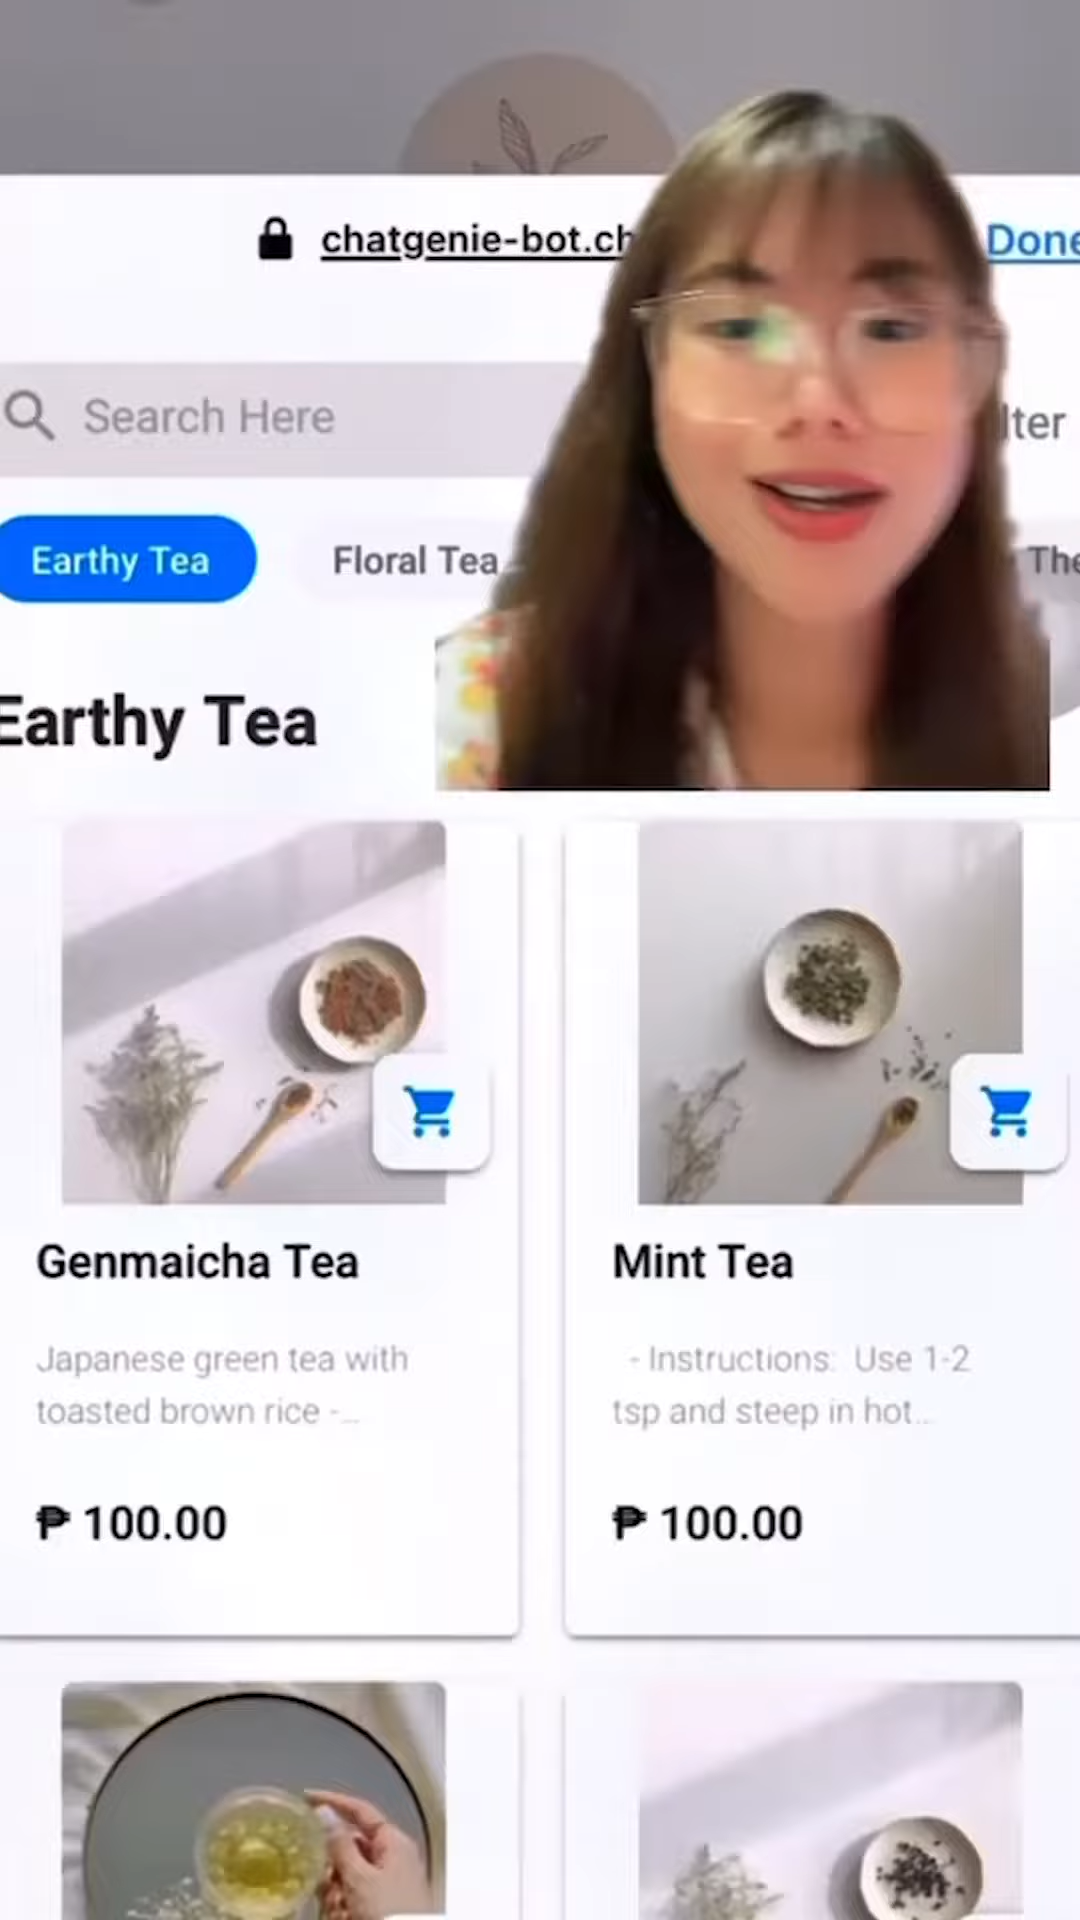 chatgenie-bot.ch
Done
Search Here
lter
Earthy Tea
Floral Tea
The
Earthy Tea
Genmaicha Tea
Mint Tea
Japanese green tea with
toasted brown rice -...
- Instructions: Use 1-2
tsp and steep in hot...
₱ 100.00
₱ 100.00